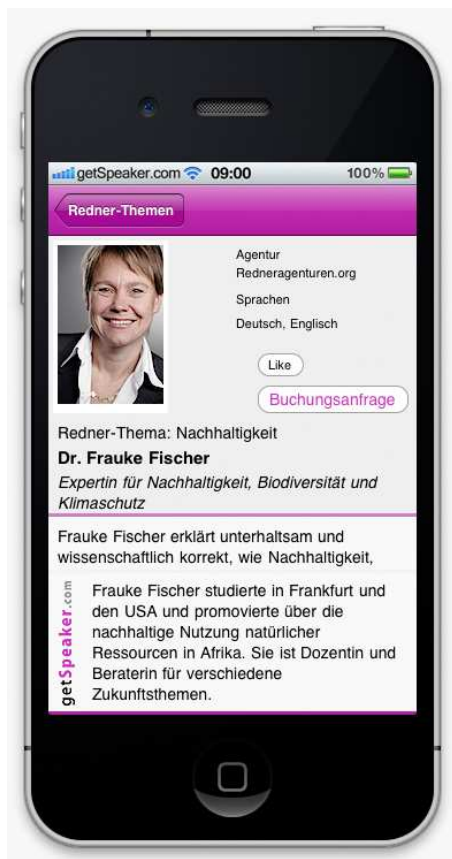 getSpeaker.com 09:00 100%
Redner-Themen
Agentur
Redneragenturen.org
Sprachen
Deutsch, Englisch
Like
Buchungsanfrage
Redner-Thema: Nachhaltigkeit
Dr. Frauke Fischer
Expertin für Nachhaltigkeit, Biodiversität und
Klimaschutz
Frauke Fischer erklärt unterhaltsam und
wissenschaftlich korrekt, wie Nachhaltigkeit,
getSpeaker.com
Frauke Fischer studierte in Frankfurt und
den USA und promovierte über die
nachhaltige Nutzung natürlicher
Ressourcen in Afrika. Sie ist Dozentin und
Beraterin für verschiedene
Zukunftsthemen.